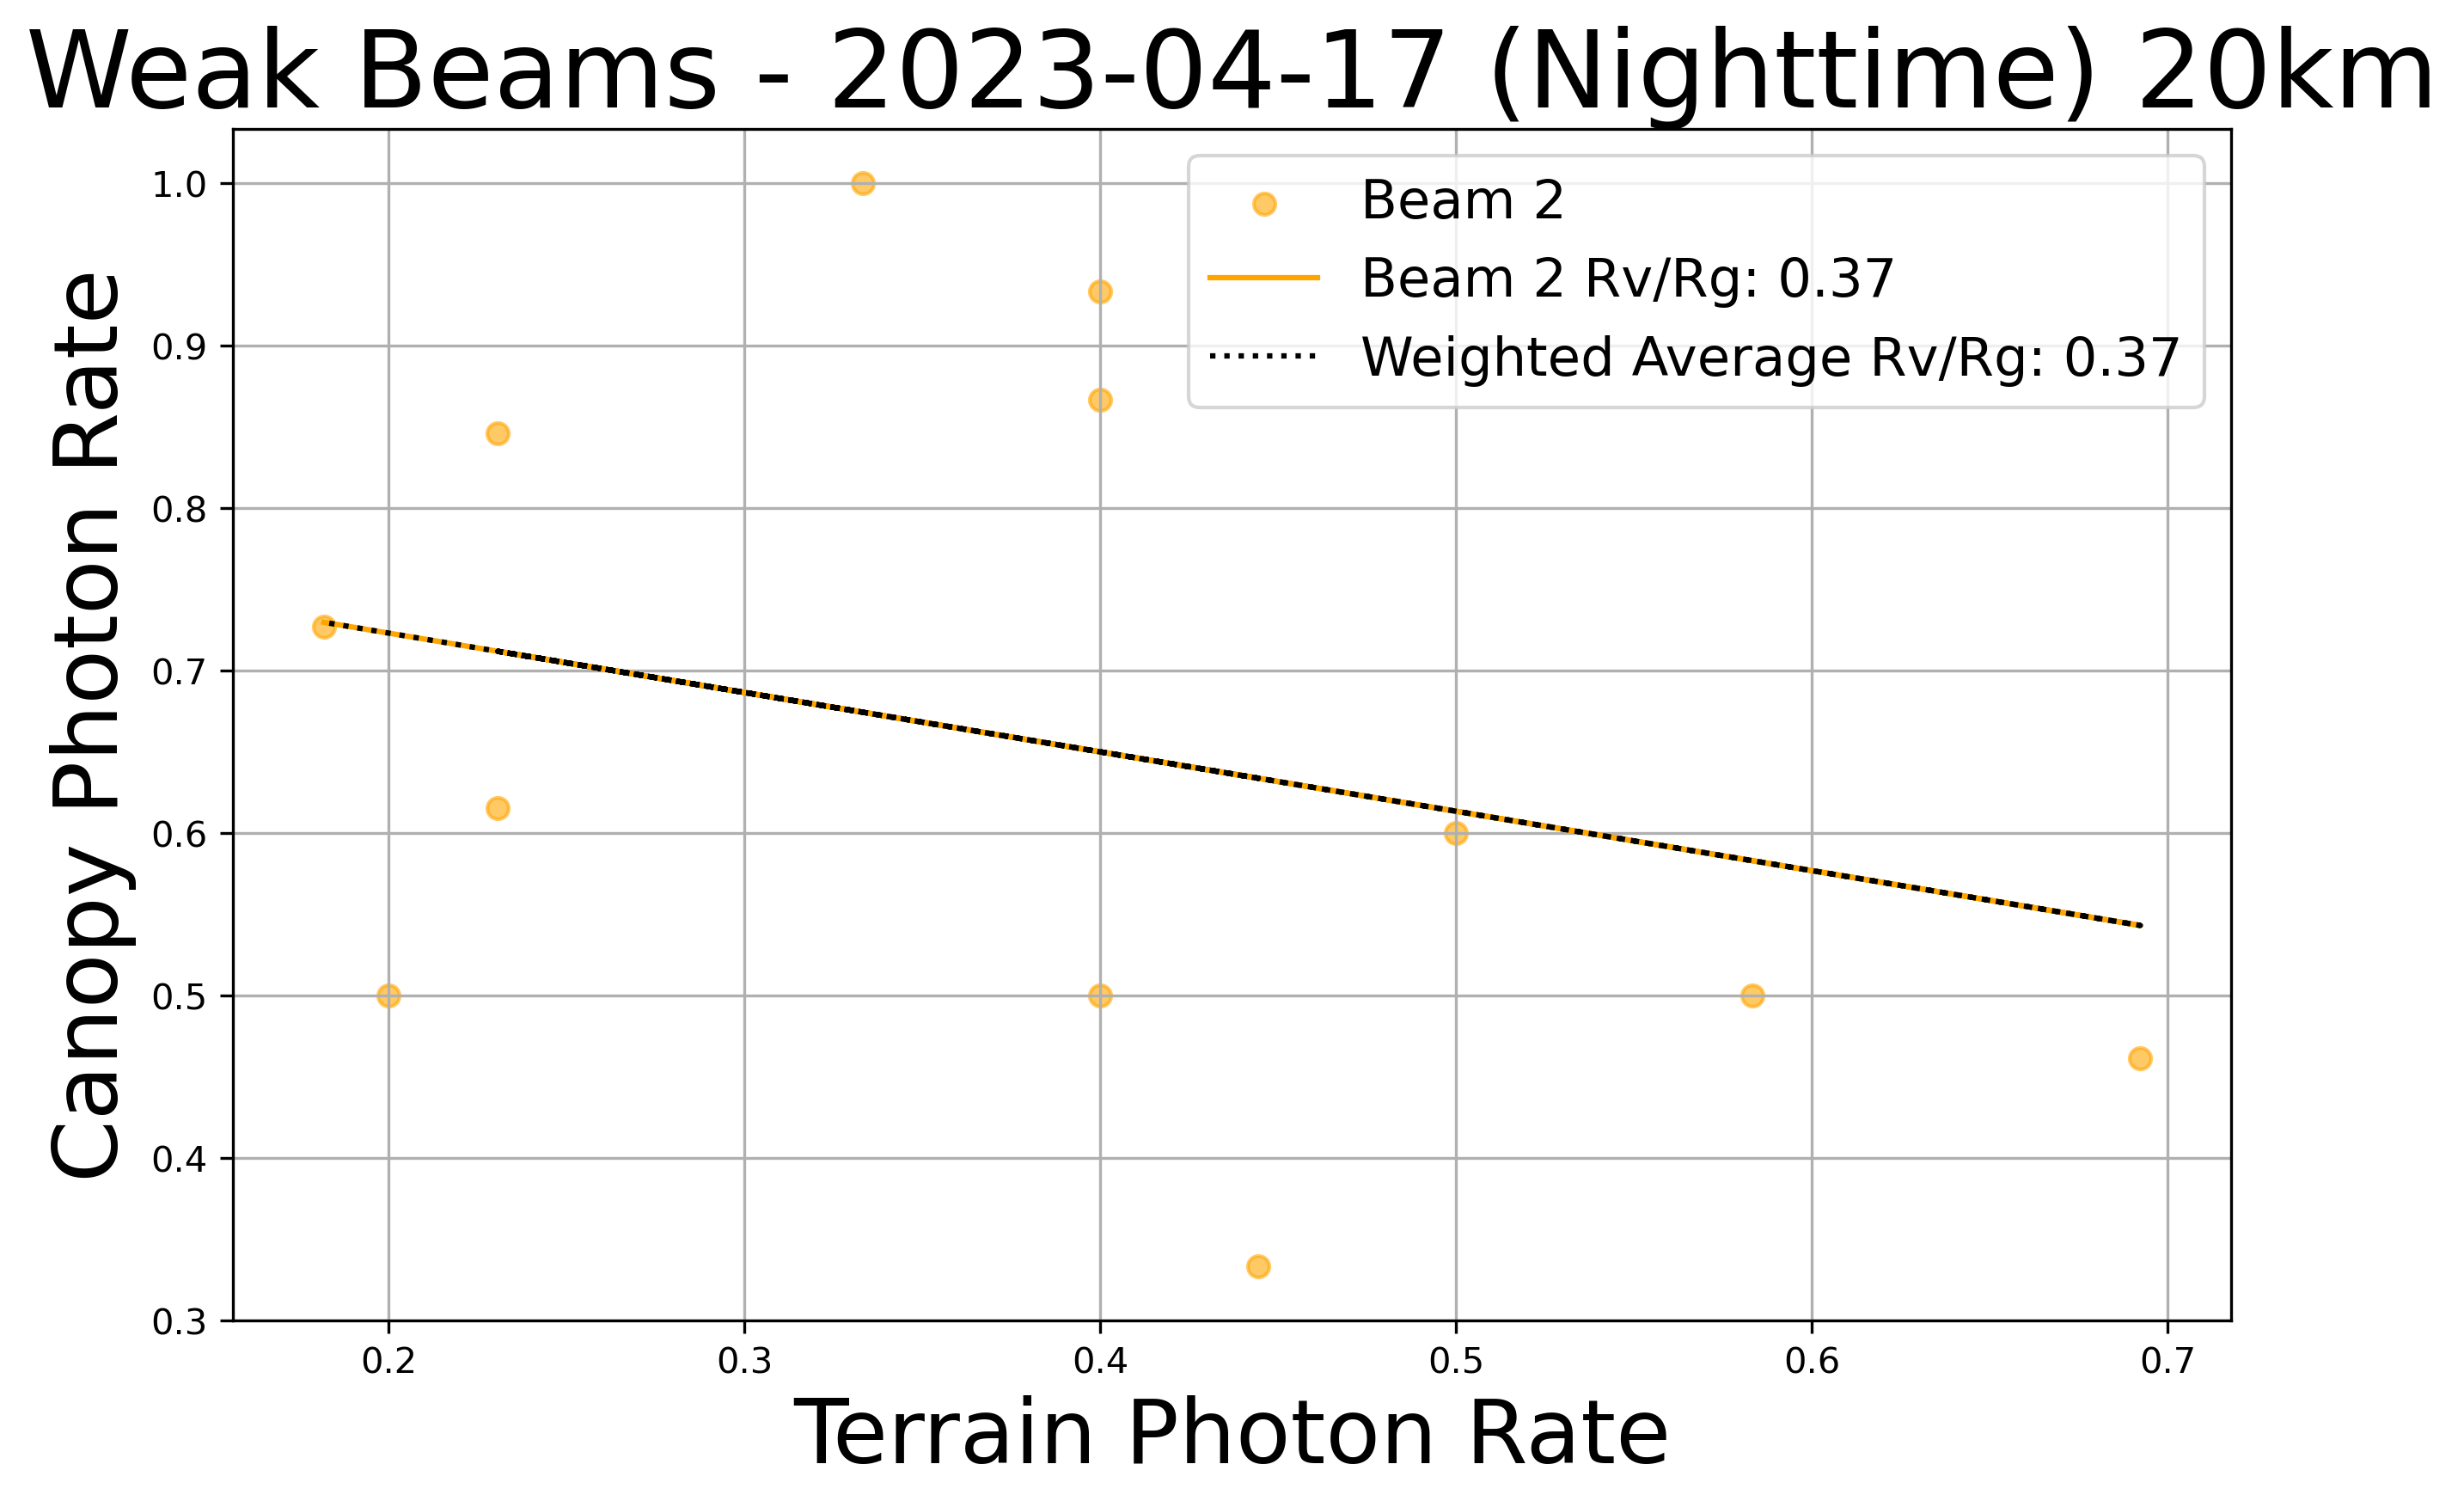 Weak Beams - 2023-04-17 (Nighttime) 20km
Beam 2
Beam 2 Rv/Rg: 0.37
Weighted Average Rv/Rg: 0.37
Canopy Photon Rate
1.0
0.9
0.8
0.7
0.6
0.5
0.4
0.3
0.2 0.3 0.4 0.5 0.6 0.7
Terrain Photon Rate